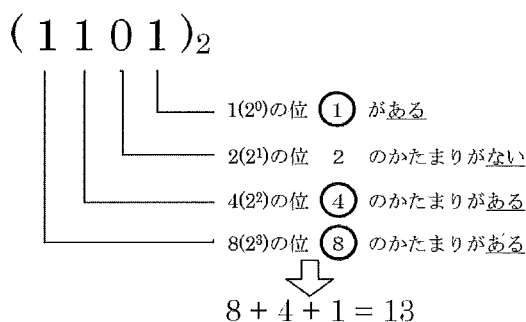 (1101)₂
1(2⁰)の位 1 がある
2(2¹)の位 2 のかたまりがない
4(2²)の位 4 のかたまりがある
8(2³)の位 8 のかたまりがある
8 + 4 + 1 = 13